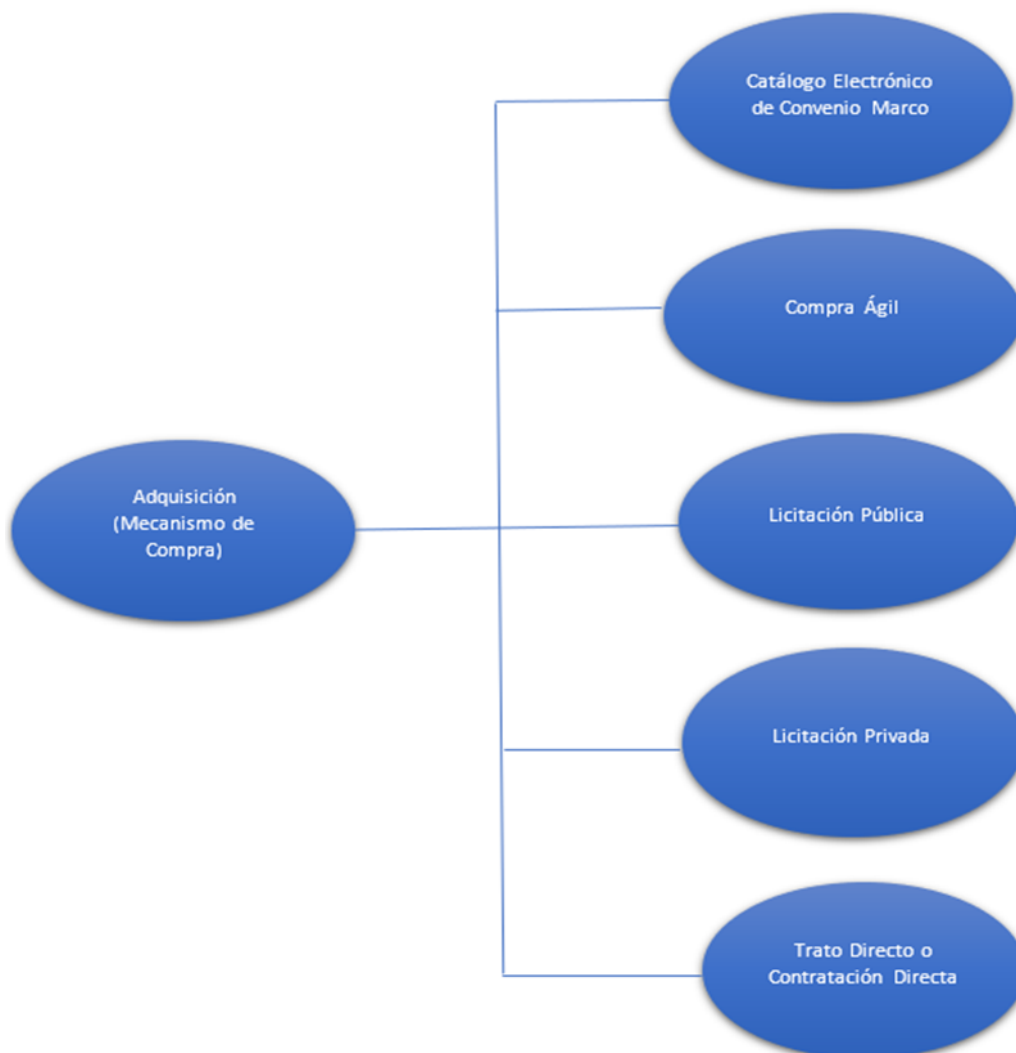 Catálogo Electrónico
de Convenio Marco
Compra Ágil
Adquisición
(Mecanismo de
Compra)
Licitación Pública
Licitación Privada
Trato Directo o
Contratación Directa